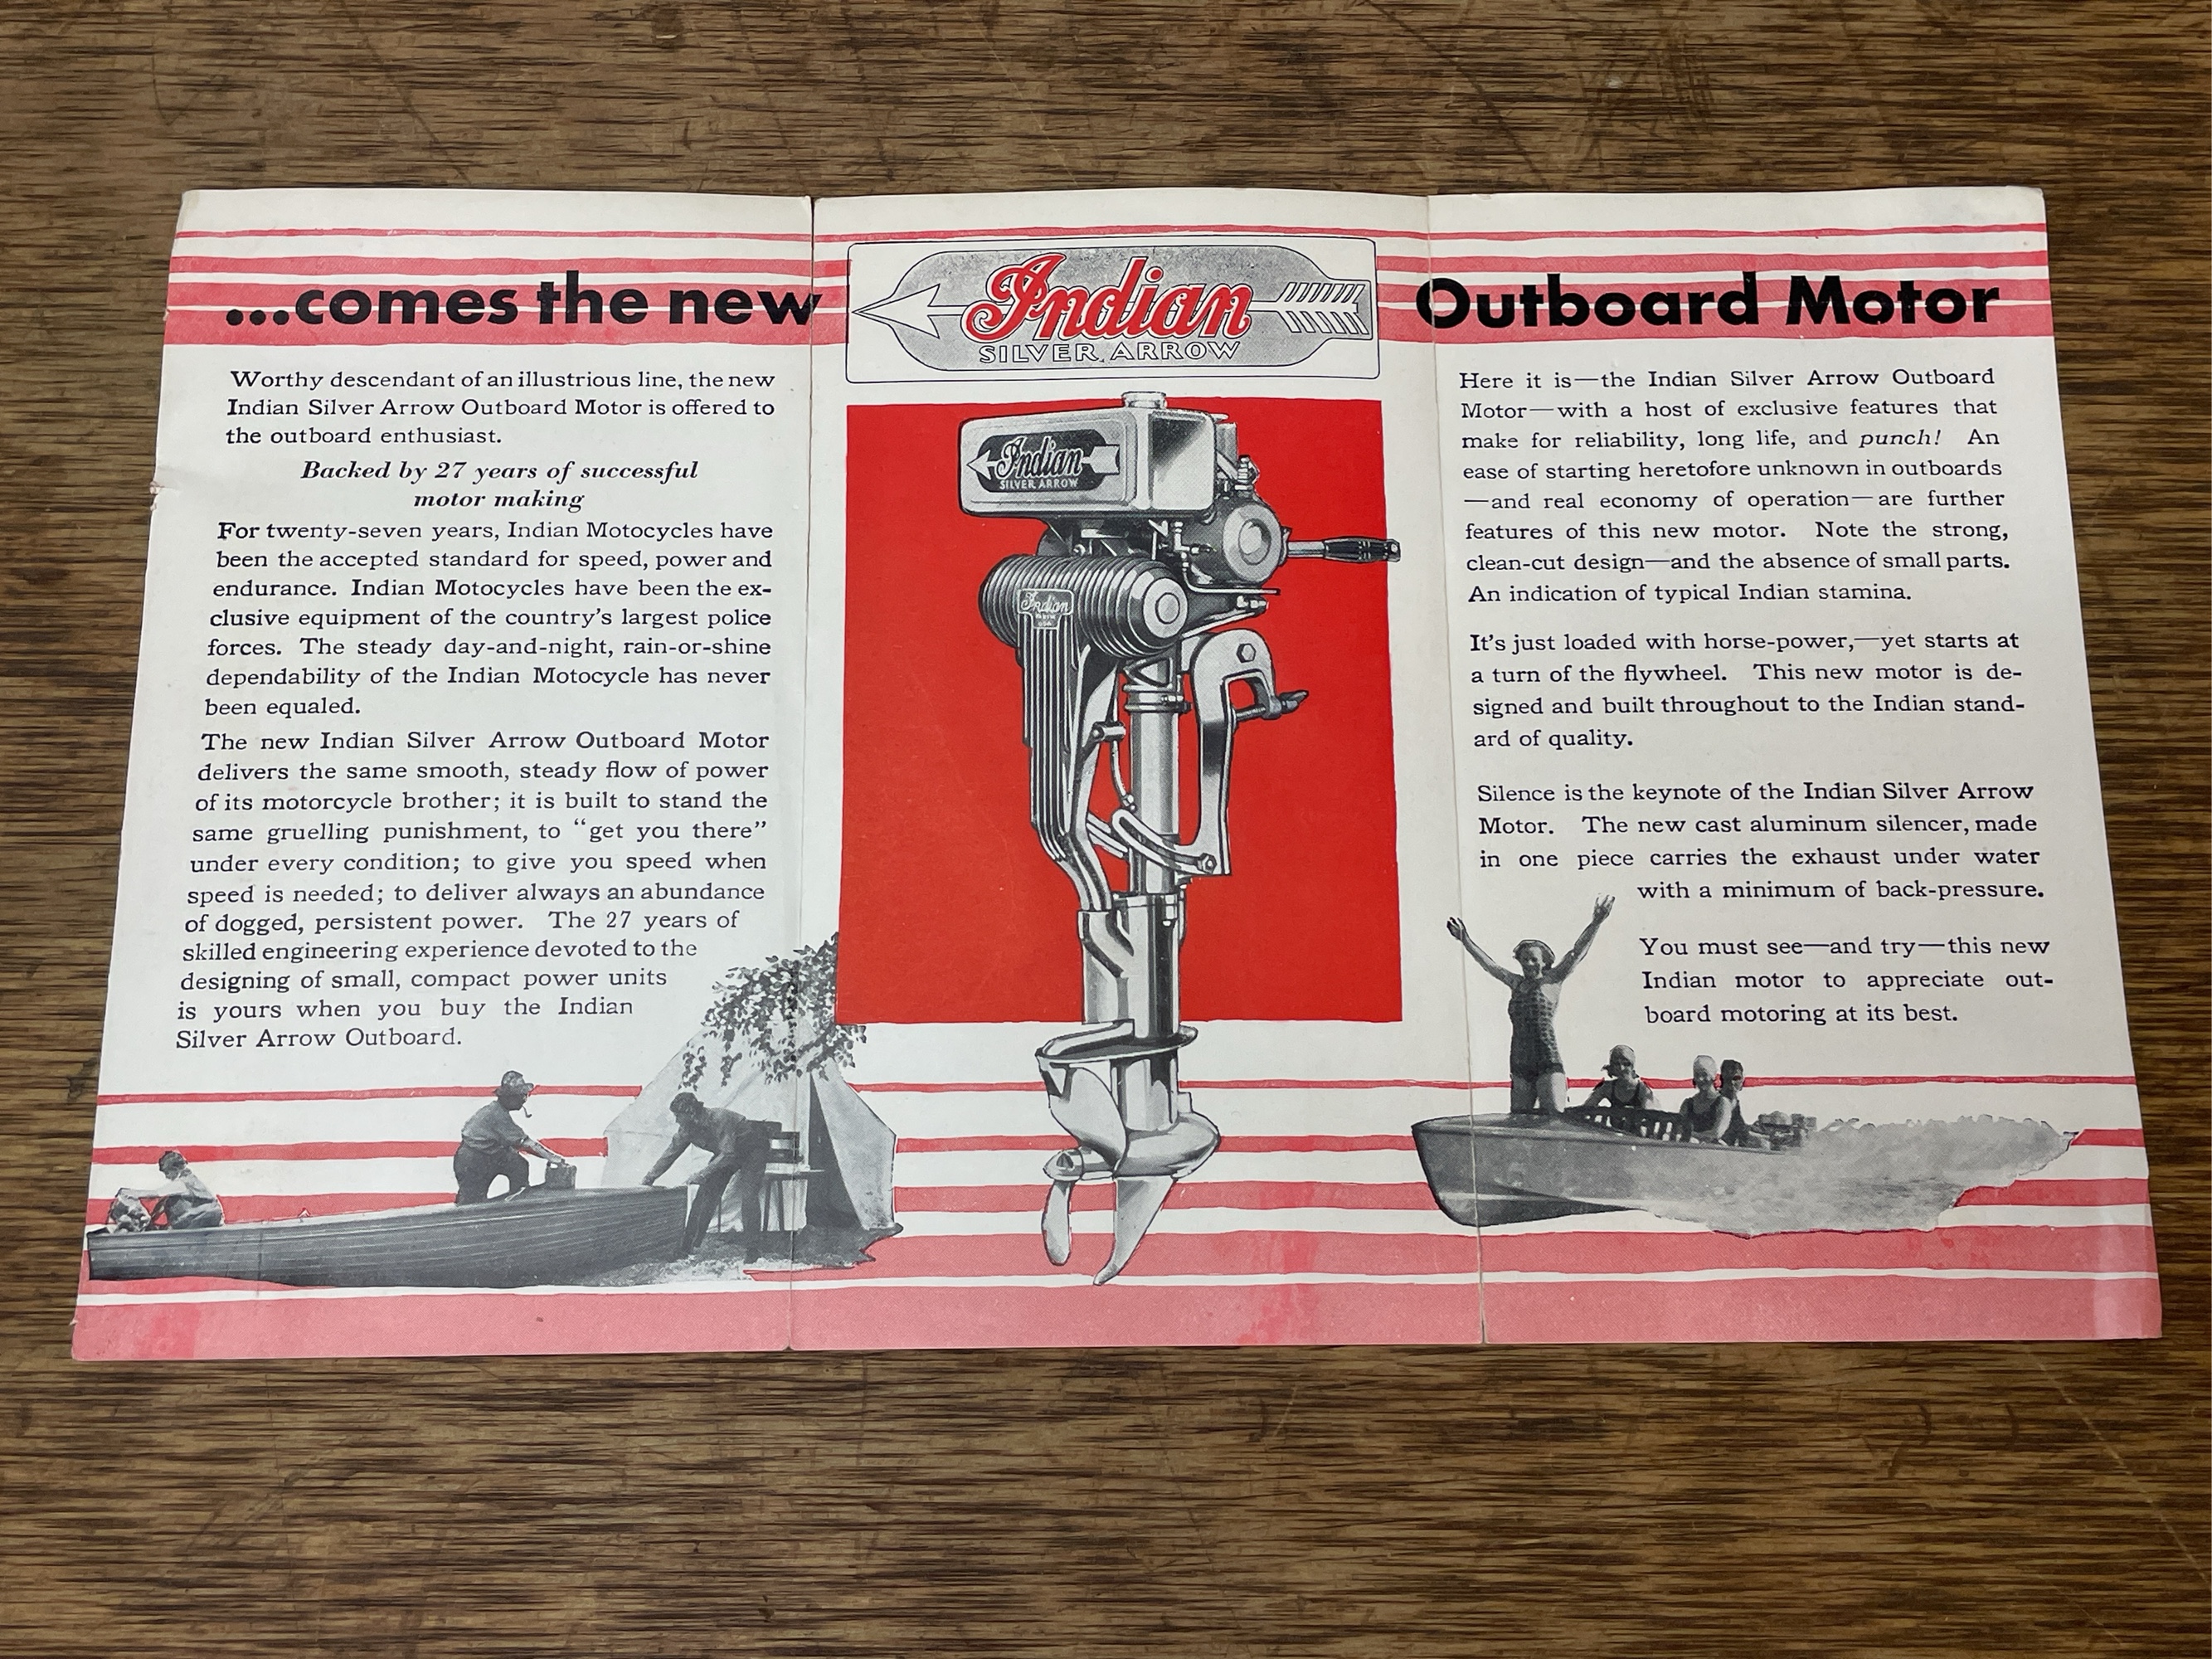 ...comes the new
Indian
SILVER ARROW
Outboard Motor
Worthy descendant of an illustrious line, the new
Indian Silver Arrow Outboard Motor is offered to
the outboard enthusiast.
Backed by 27 years of successful
motor making
For twenty-seven years, Indian Motocycles have
been the accepted standard for speed, power and
endurance. Indian Motocycles have been the ex-
clusive equipment of the country's largest police
forces. The steady day-and-night, rain-or-shine
dependability of the Indian Motocycle has never
been equaled.
The new Indian Silver Arrow Outboard Motor
delivers the same smooth, steady flow of power
of its motorcycle brother; it is built to stand the
same gruelling punishment, to "get you there"
under every condition; to give you speed when
speed is needed; to deliver always an abundance
of dogged, persistent power. The 27 years of
skilled engineering experience devoted to the
designing of small, compact power units
is yours when you buy the Indian
Silver Arrow Outboard.
Indian
SILVER ARROW
Indian
USA
Here it is—the Indian Silver Arrow Outboard
Motor—with a host of exclusive features that
make for reliability, long life, and punch! An
ease of starting heretofore unknown in outboards
—and real economy of operation—are further
features of this new motor. Note the strong,
clean-cut design—and the absence of small parts.
An indication of typical Indian stamina.
It's just loaded with horse-power,—yet starts at
a turn of the flywheel. This new motor is de-
signed and built throughout to the Indian stand-
ard of quality.
Silence is the keynote of the Indian Silver Arrow
Motor. The new cast aluminum silencer, made
in one piece carries the exhaust under water
with a minimum of back-pressure.
You must see—and try—this new
Indian motor to appreciate out-
board motoring at its best.